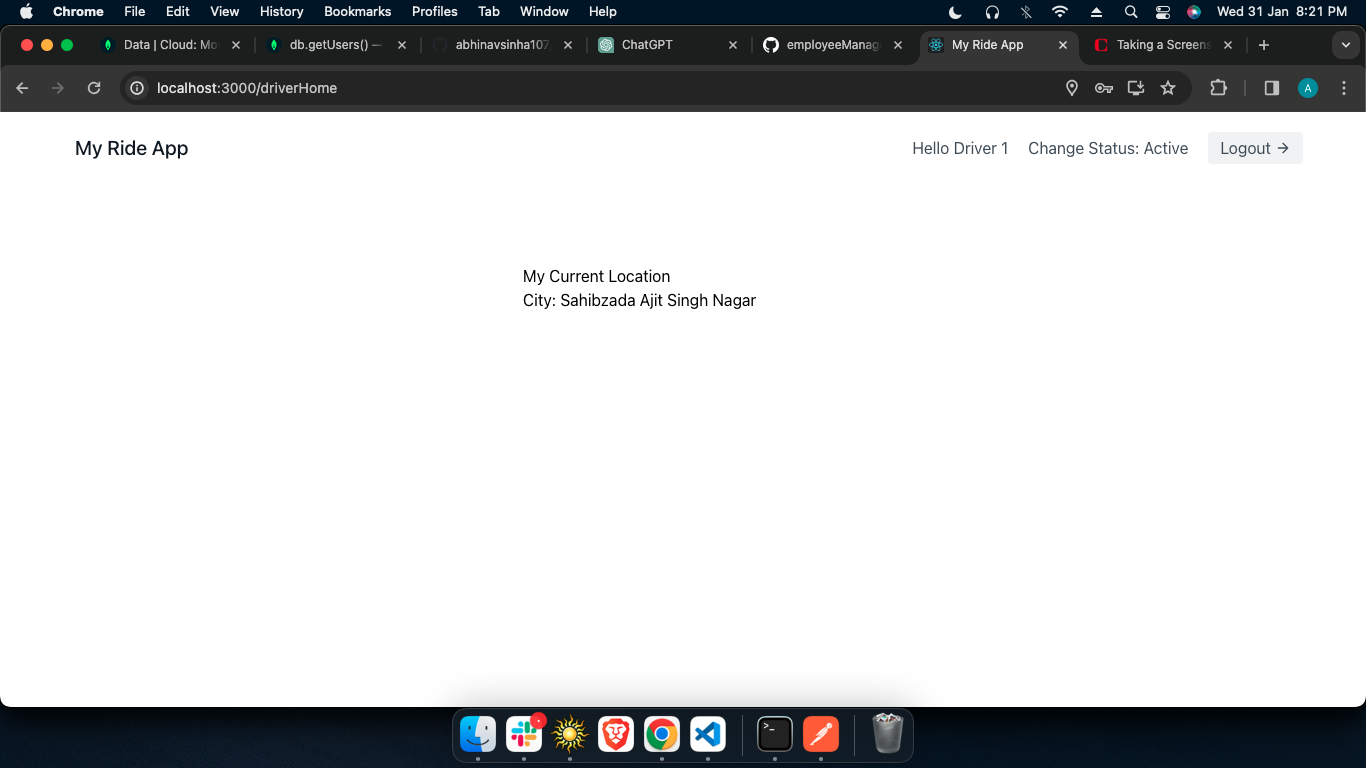 Chrome File Edit View History Bookmarks Profiles Tab Window Help Wed 31 Jan 8:21 PM
Data | Cloud: Mo db.getUsers() — abhinavsinha107 ChatGPT employeeManag My Ride App Taking a Screens
localhost:3000/driverHome A
My Ride App Hello Driver 1 Change Status: Active Logout →
My Current Location
City: Sahibzada Ajit Singh Nagar